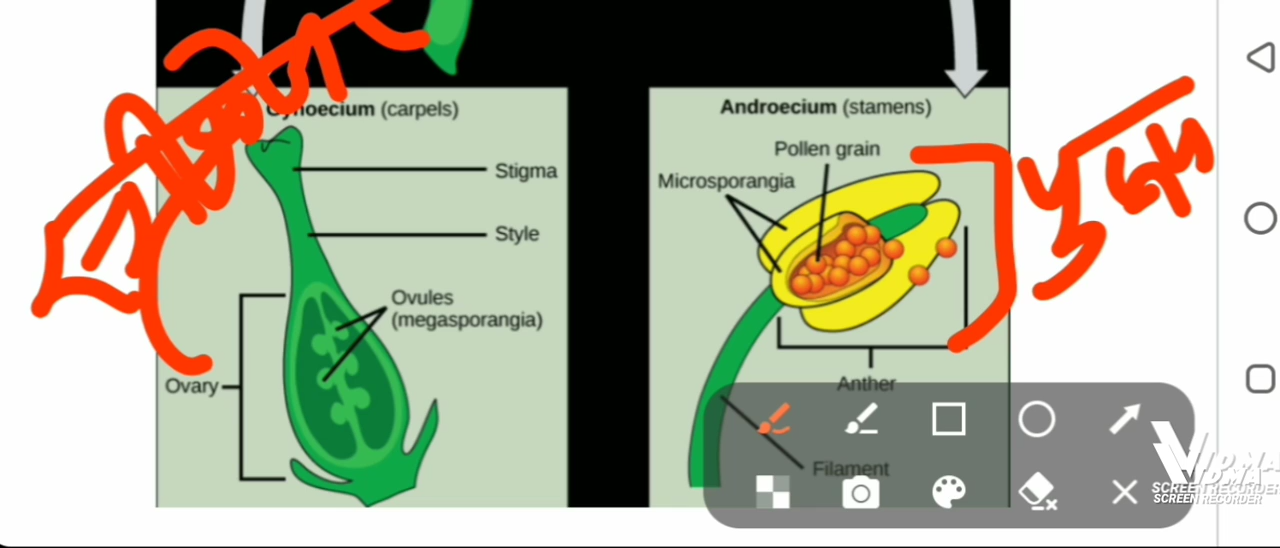 Gynoecium (carpels)
Stigma
Style
Ovules
(megasporangia)
Ovary
Androecium (stamens)
Pollen grain
Microsporangia
Anther
Filament
SCREEN RECORDER